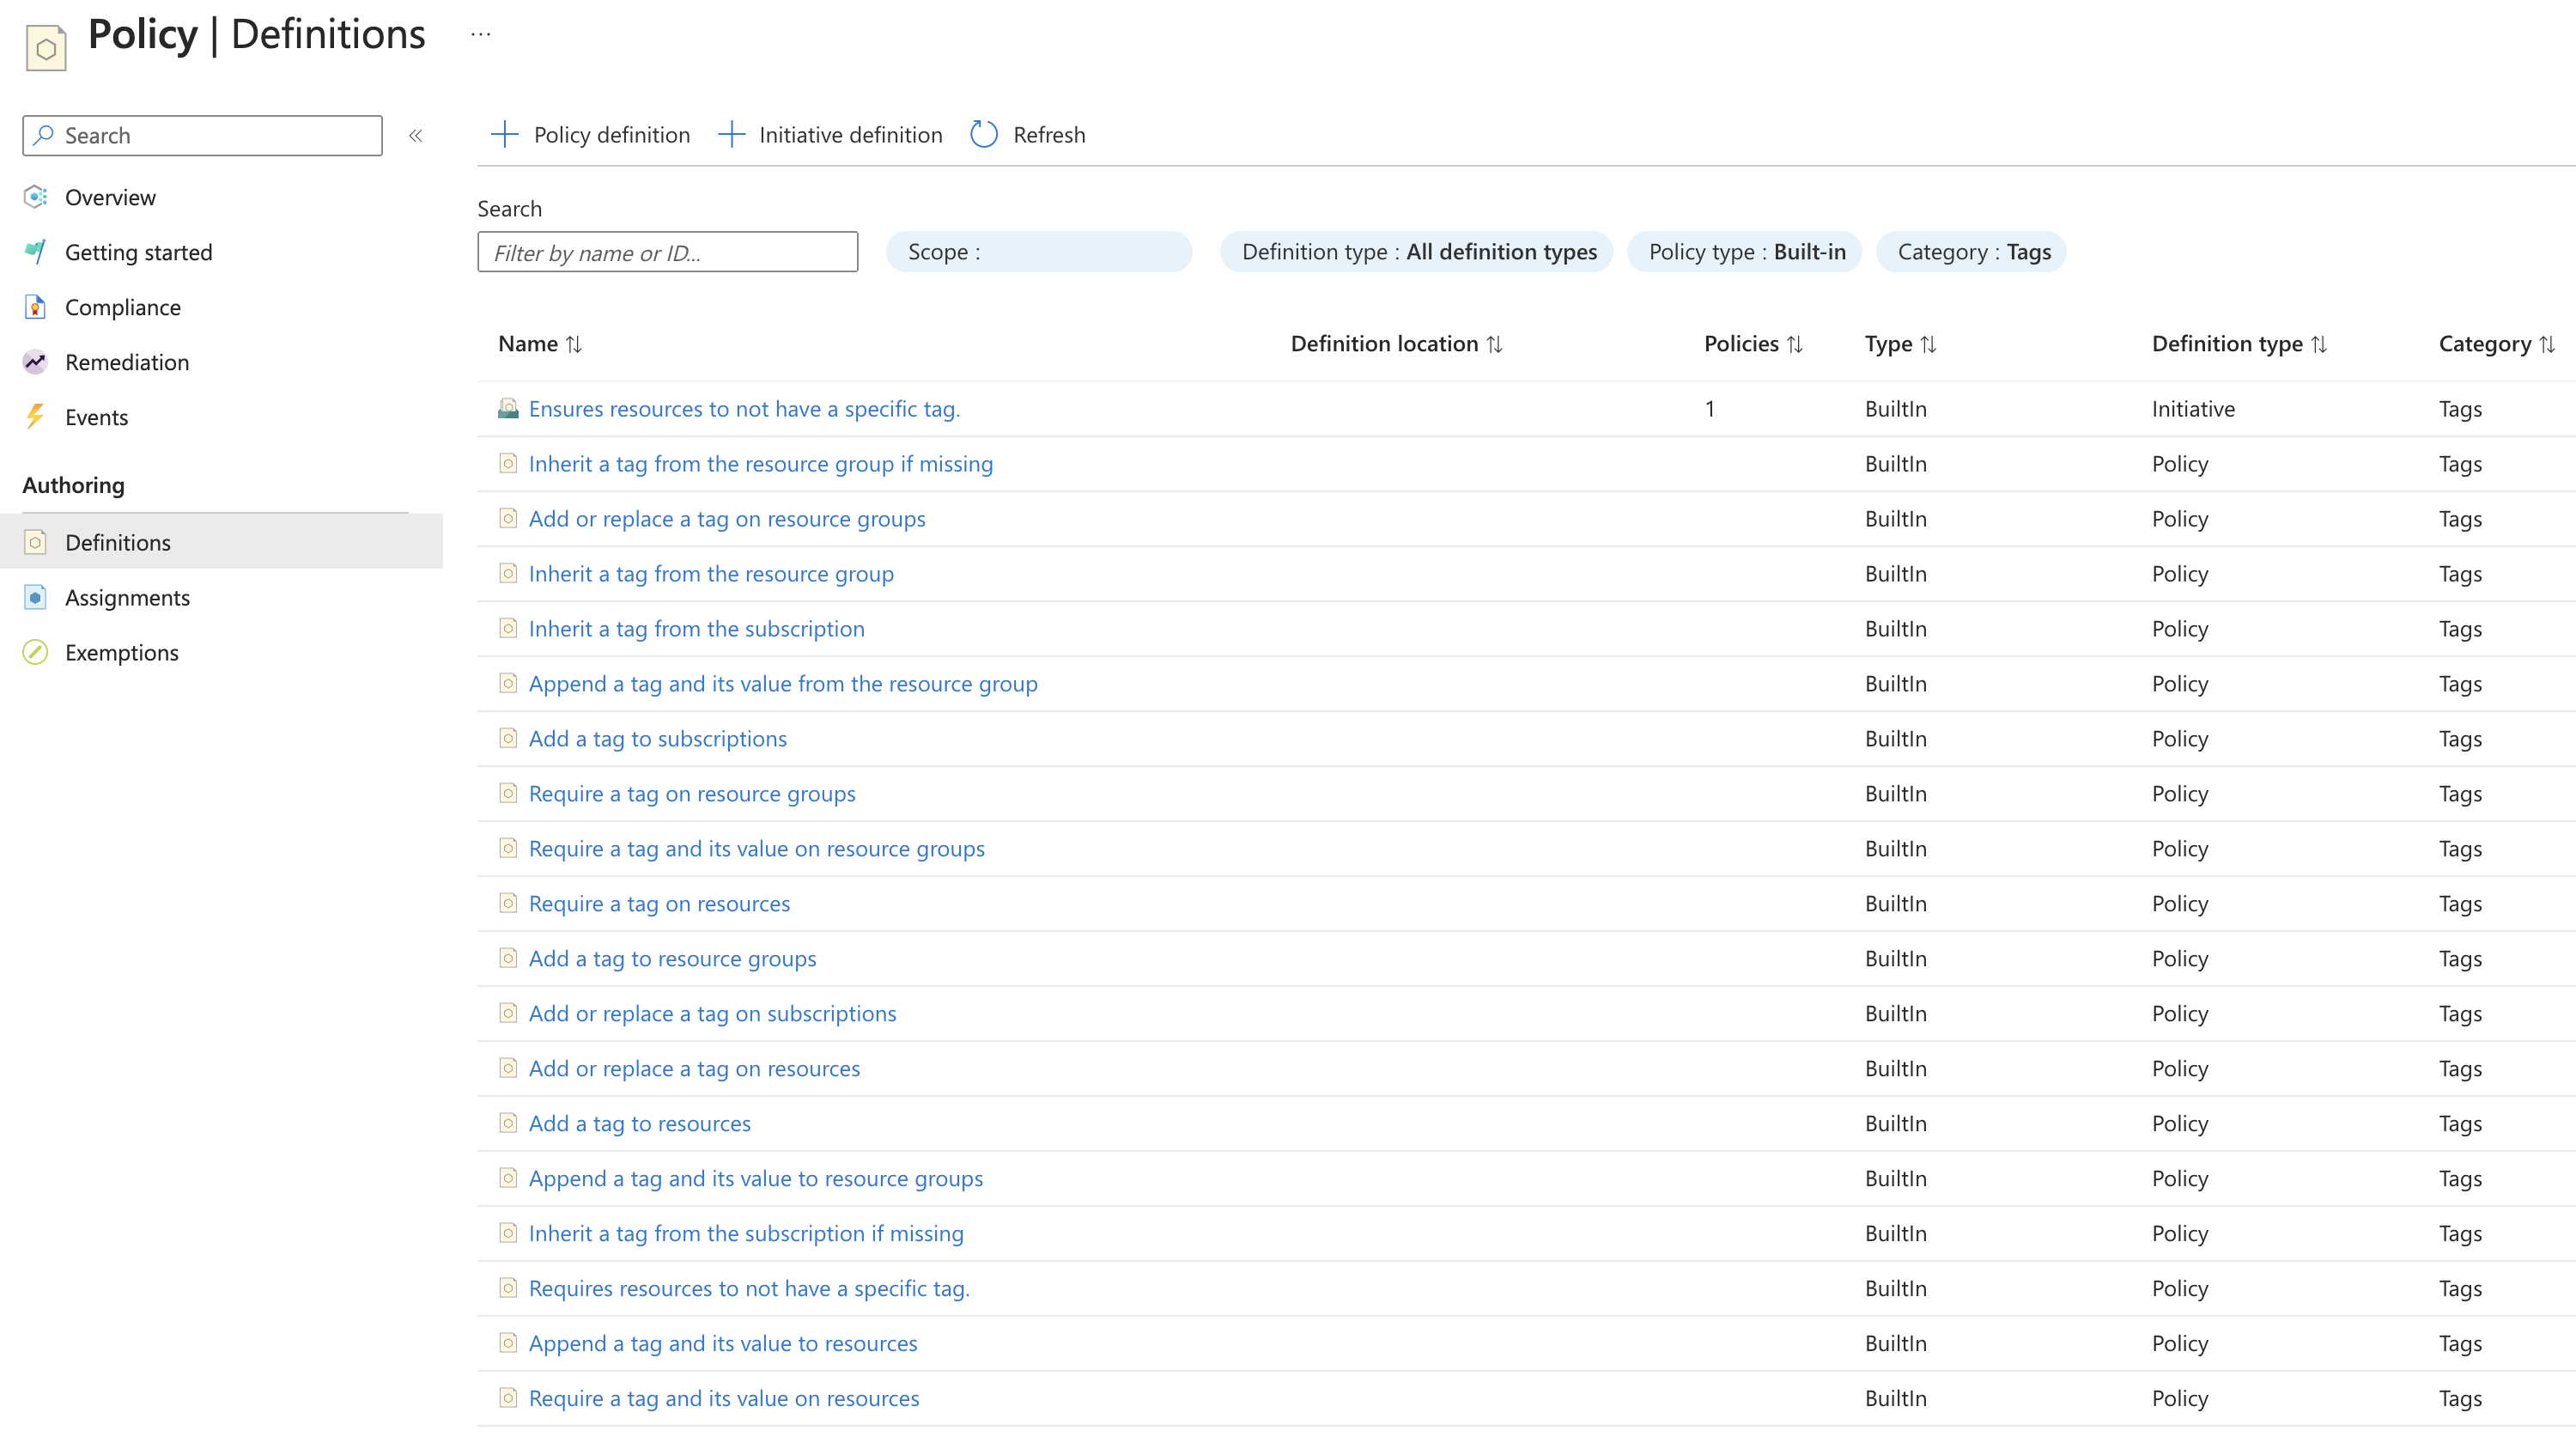 Policy | Definitions ...
Search «
Overview
Getting started
Compliance
Remediation
Events
Authoring
Definitions
Assignments
Exemptions
Policy definition Initiative definition Refresh
Search
Filter by name or ID... Scope : Definition type : All definition types Policy type : Built-in Category : Tags
Name Definition location Policies Type Definition type Category
Ensures resources to not have a specific tag. 1 BuiltIn Initiative Tags
Inherit a tag from the resource group if missing BuiltIn Policy Tags
Add or replace a tag on resource groups BuiltIn Policy Tags
Inherit a tag from the resource group BuiltIn Policy Tags
Inherit a tag from the subscription BuiltIn Policy Tags
Append a tag and its value from the resource group BuiltIn Policy Tags
Add a tag to subscriptions BuiltIn Policy Tags
Require a tag on resource groups BuiltIn Policy Tags
Require a tag and its value on resource groups BuiltIn Policy Tags
Require a tag on resources BuiltIn Policy Tags
Add a tag to resource groups BuiltIn Policy Tags
Add or replace a tag on subscriptions BuiltIn Policy Tags
Add or replace a tag on resources BuiltIn Policy Tags
Add a tag to resources BuiltIn Policy Tags
Append a tag and its value to resource groups BuiltIn Policy Tags
Inherit a tag from the subscription if missing BuiltIn Policy Tags
Requires resources to not have a specific tag. BuiltIn Policy Tags
Append a tag and its value to resources BuiltIn Policy Tags
Require a tag and its value on resources BuiltIn Policy Tags